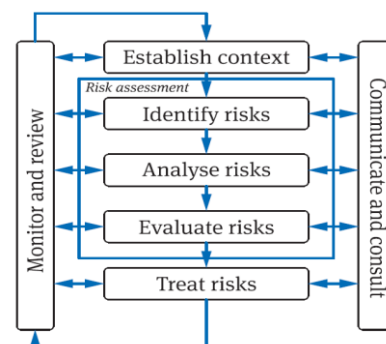 Establish context
Risk assessment
Identify risks
Analyse risks
Evaluate risks
Treat risks
Monitor and review
Communicate and consult